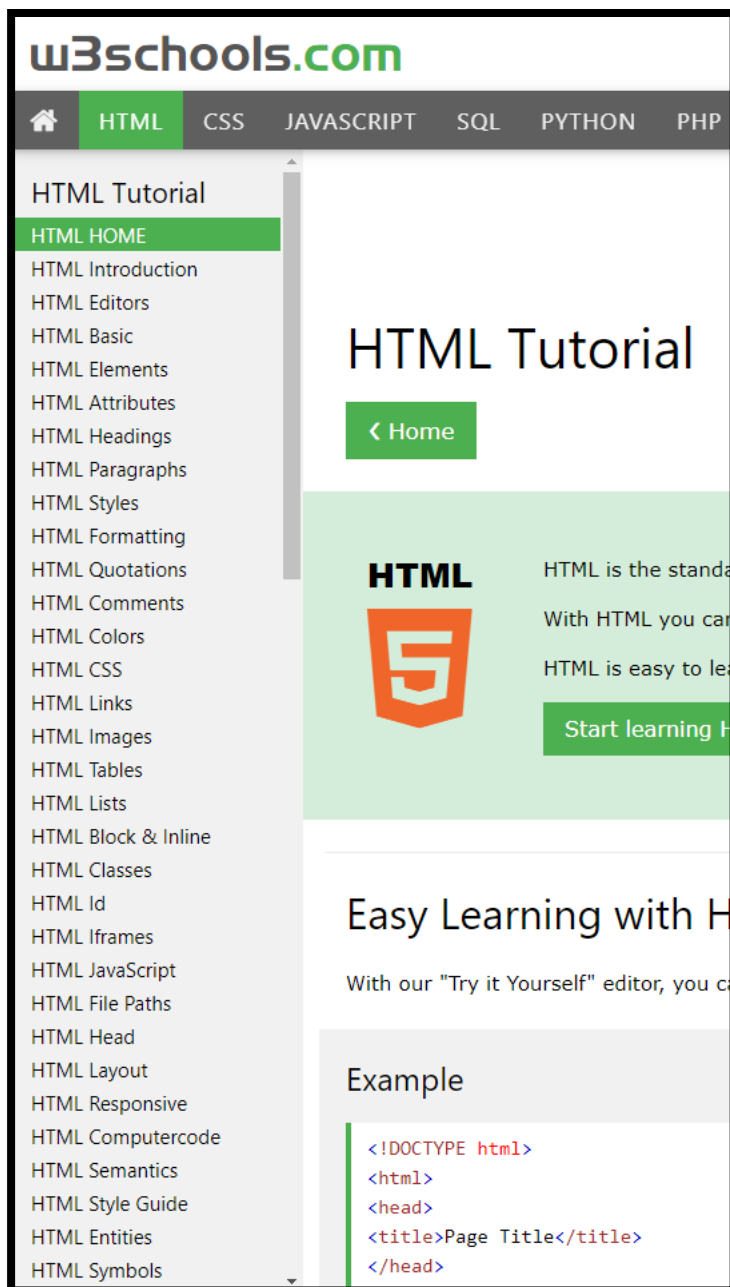 w3schools.com
HTML CSS JAVASCRIPT SQL PYTHON PHP
HTML Tutorial
HTML HOME
HTML Introduction
HTML Editors
HTML Basic
HTML Elements
HTML Attributes
HTML Headings
HTML Paragraphs
HTML Styles
HTML Formatting
HTML Quotations
HTML Comments
HTML Colors
HTML CSS
HTML Links
HTML Images
HTML Tables
HTML Lists
HTML Block & Inline
HTML Classes
HTML Id
HTML Iframes
HTML JavaScript
HTML File Paths
HTML Head
HTML Layout
HTML Responsive
HTML Computercode
HTML Semantics
HTML Style Guide
HTML Entities
HTML Symbols
HTML Tutorial
❮ Home
HTML
5
HTML is the standa
With HTML you can
HTML is easy to lea
Start learning H
Easy Learning with H
With our "Try it Yourself" editor, you ca
Example
<!DOCTYPE html>
<html>
<head>
<title>Page Title</title>
</head>